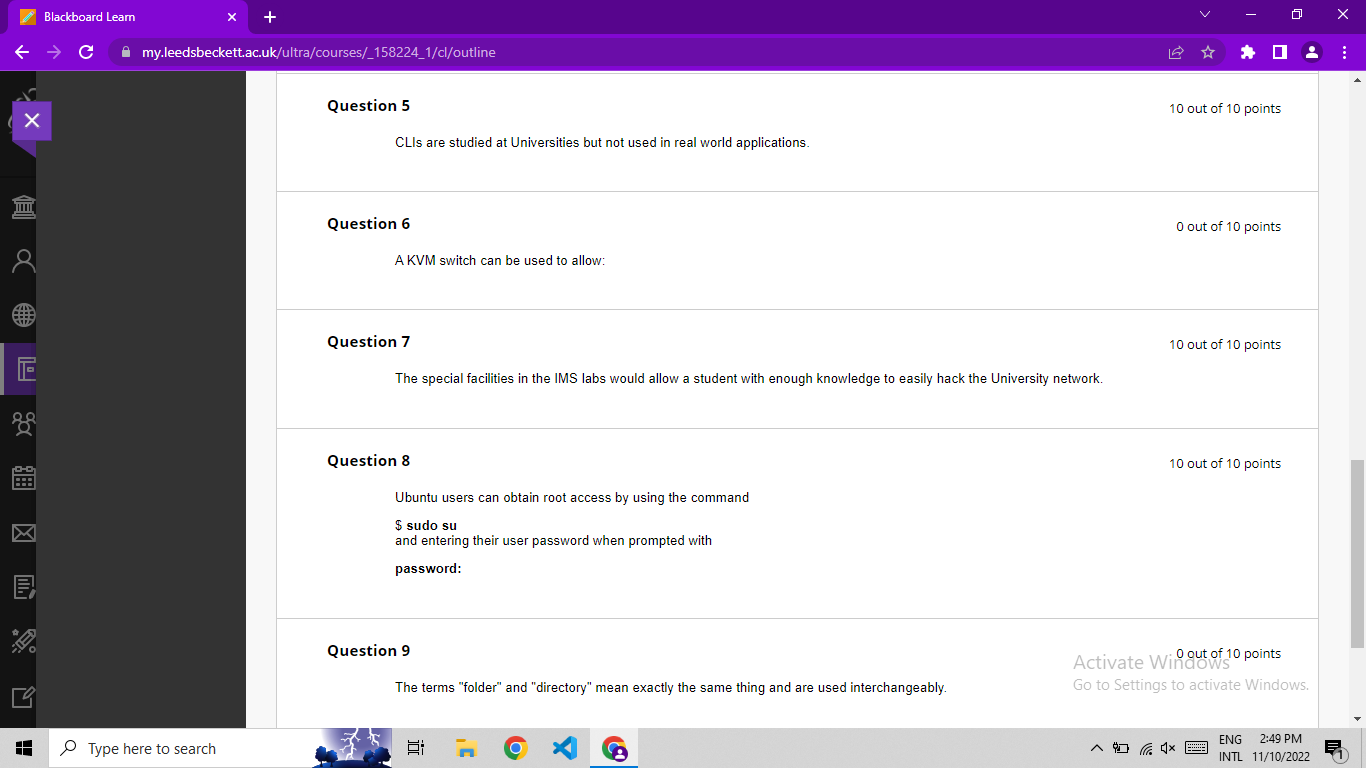 Blackboard Learn
my.leedsbeckett.ac.uk/ultra/courses/_158224_1/cl/outline
Question 5
10 out of 10 points
CLIs are studied at Universities but not used in real world applications.
Question 6
0 out of 10 points
A KVM switch can be used to allow:
Question 7
10 out of 10 points
The special facilities in the IMS labs would allow a student with enough knowledge to easily hack the University network.
Question 8
10 out of 10 points
Ubuntu users can obtain root access by using the command
$ sudo su
and entering their user password when prompted with
password:
Question 9
0 out of 10 points
The terms "folder" and "directory" mean exactly the same thing and are used interchangeably.
Activate Windows
Go to Settings to activate Windows.
Type here to search
ENG
INTL
2:49 PM
11/10/2022
1